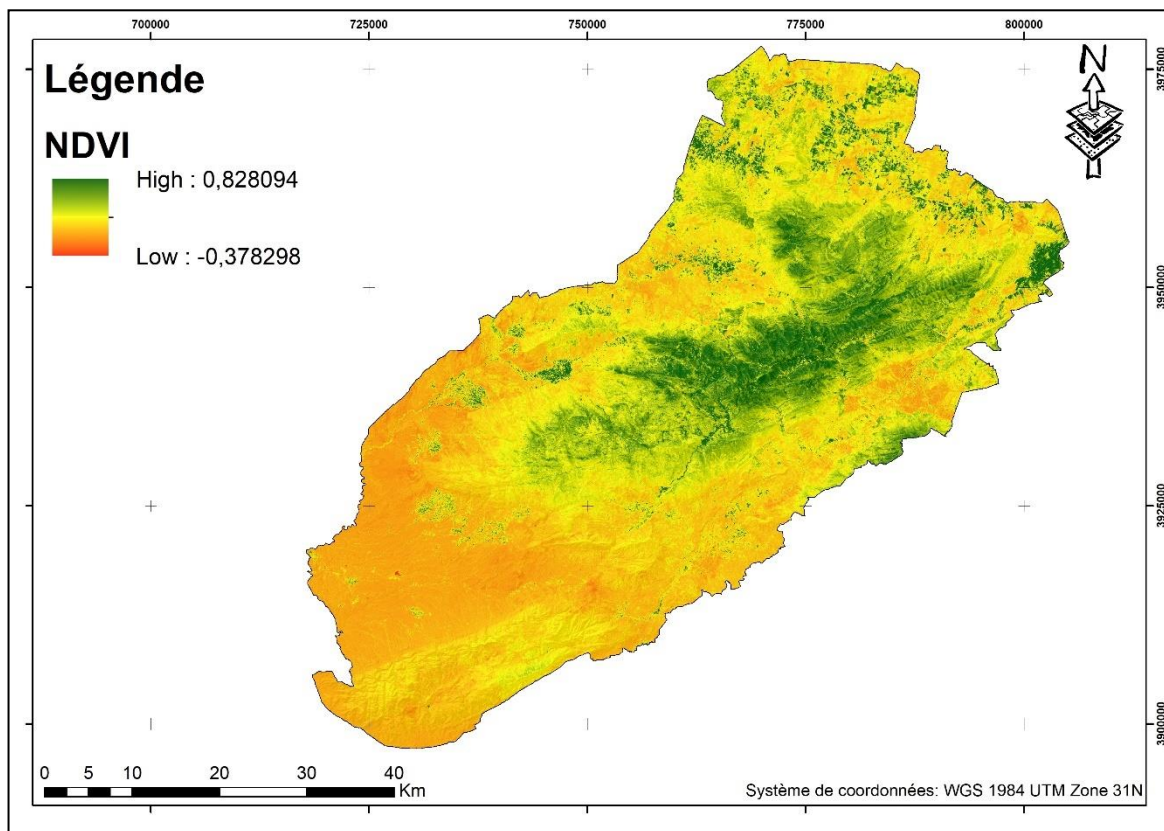 700000 725000 750000 775000 800000
Légende
NDVI
High : 0,828094
Low : -0,378298
N
3975000
3950000
3925000
3900000
0 5 10 20 30 40
Km
Système de coordonnées: WGS 1984 UTM Zone 31N